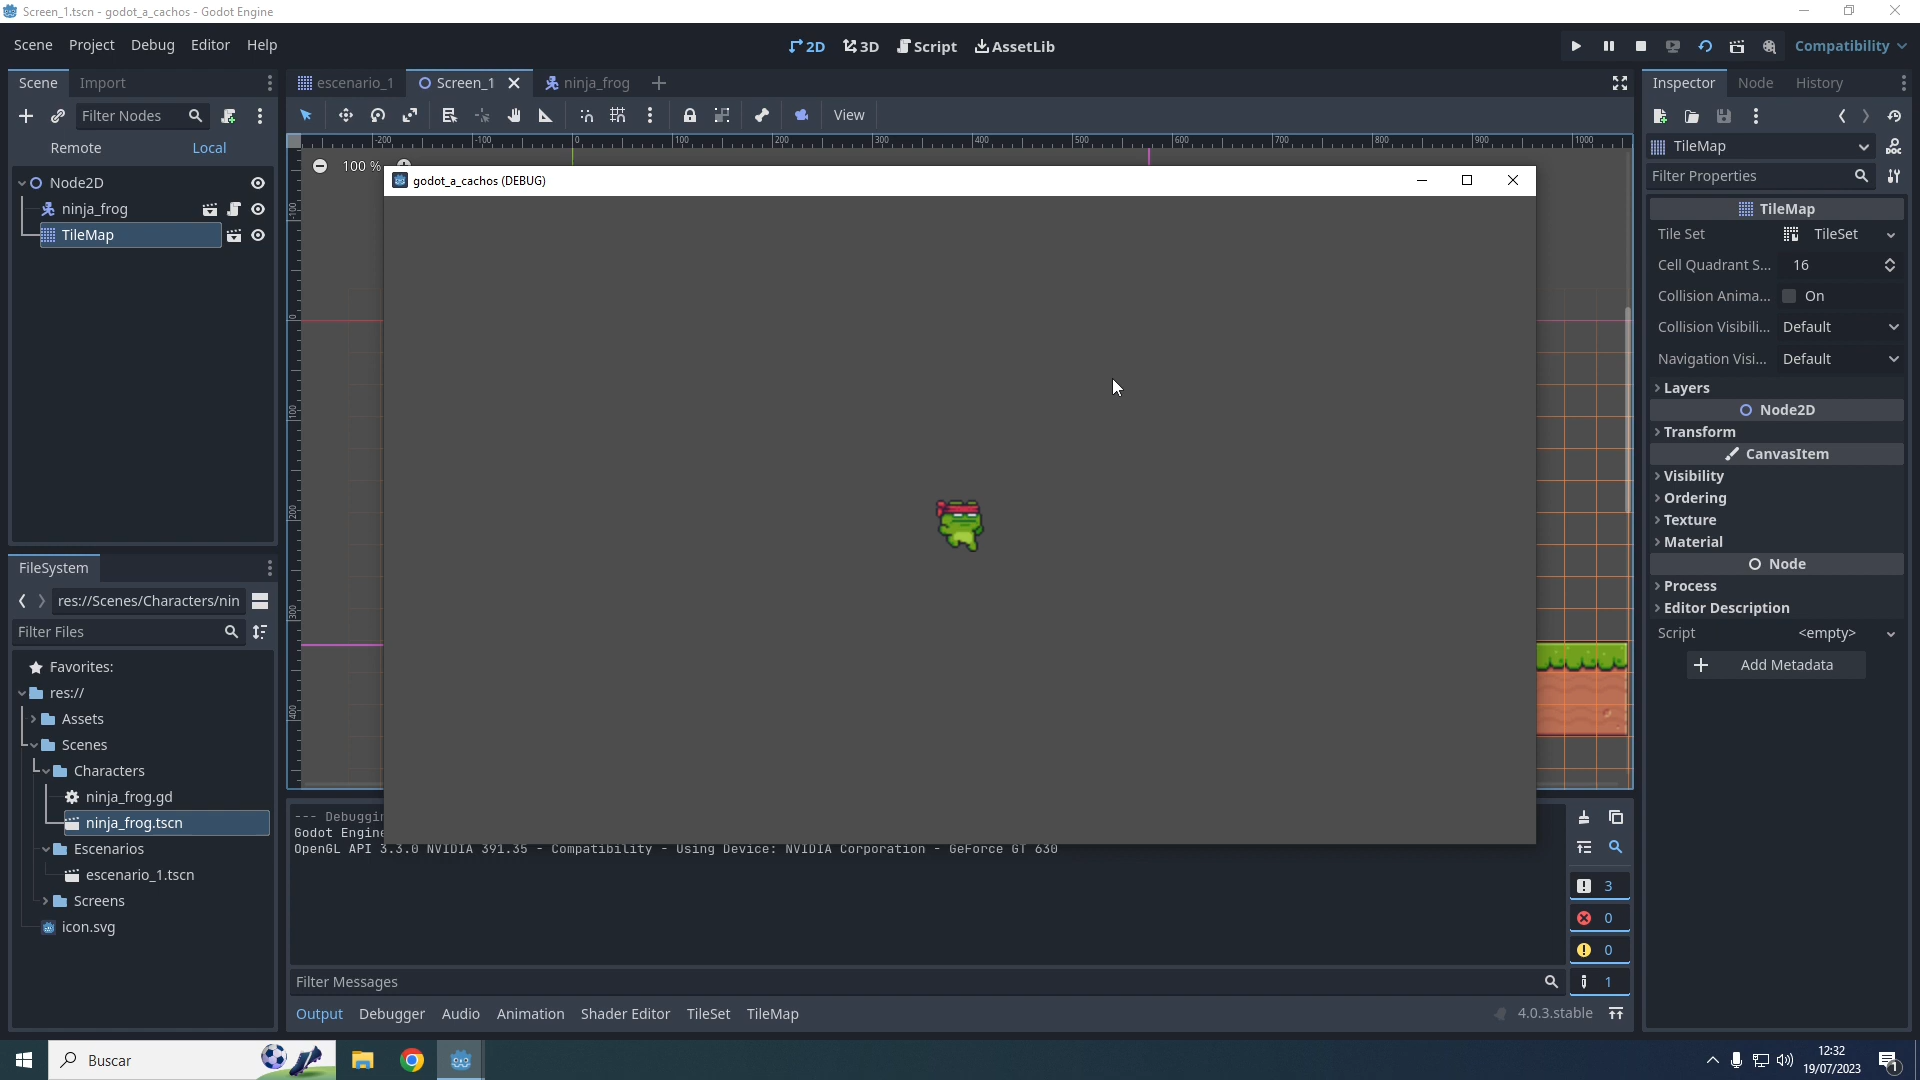 Screen_1.tscn - godot_a_cachos - Godot Engine
Scene Project Debug Editor Help
2D 3D Script AssetLib
Compatibility
Scene Import
escenario_1 Screen_1 ninja_frog
Inspector Node History
Filter Nodes
View
Remote Local
TileMap
100 %
Filter Properties
Node2D
ninja_frog
TileMap
godot_a_cachos (DEBUG)
TileMap
Tile Set TileSet
Cell Quadrant S... 16
Collision Anima... On
Collision Visibili... Default
Navigation Visi... Default
Layers
Node2D
Transform
CanvasItem
Visibility
Ordering
Texture
Material
Node
Process
Editor Description
Script <empty>
Add Metadata
FileSystem
res://Scenes/Characters/nin
Filter Files
Favorites:
res://
Assets
Scenes
Characters
ninja_frog.gd
ninja_frog.tscn
Escenarios
escenario_1.tscn
Screens
icon.svg
--- Debuggin
Godot Engine
OpenGL API 3.3.0 NVIDIA 391.35 - Compatibility - Using Device: NVIDIA Corporation - GeForce GT 630
3
0
0
1
Filter Messages
Output Debugger Audio Animation Shader Editor TileSet TileMap
4.0.3.stable
Buscar
12:32
19/07/2023
1